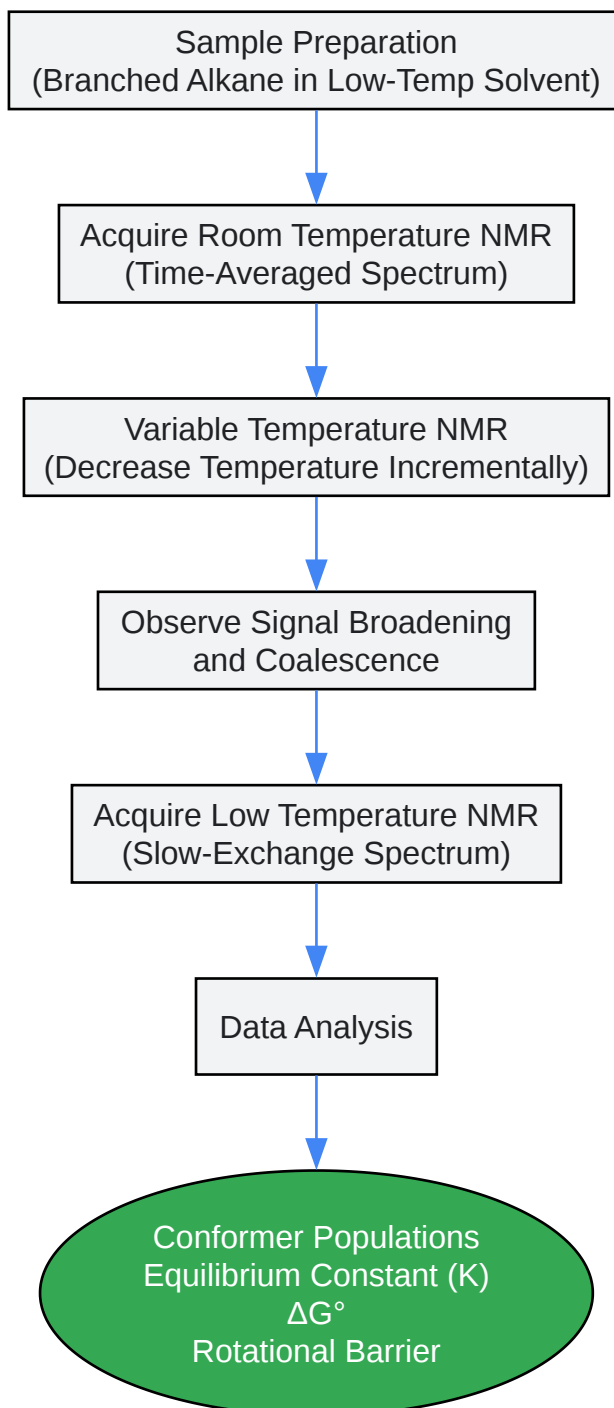 Sample Preparation
(Branched Alkane in Low-Temp Solvent)
Acquire Room Temperature NMR
(Time-Averaged Spectrum)
Variable Temperature NMR
(Decrease Temperature Incrementally)
Observe Signal Broadening
and Coalescence
Acquire Low Temperature NMR
(Slow-Exchange Spectrum)
Data Analysis
Conformer Populations
Equilibrium Constant (K)
ΔG°
Rotational Barrier